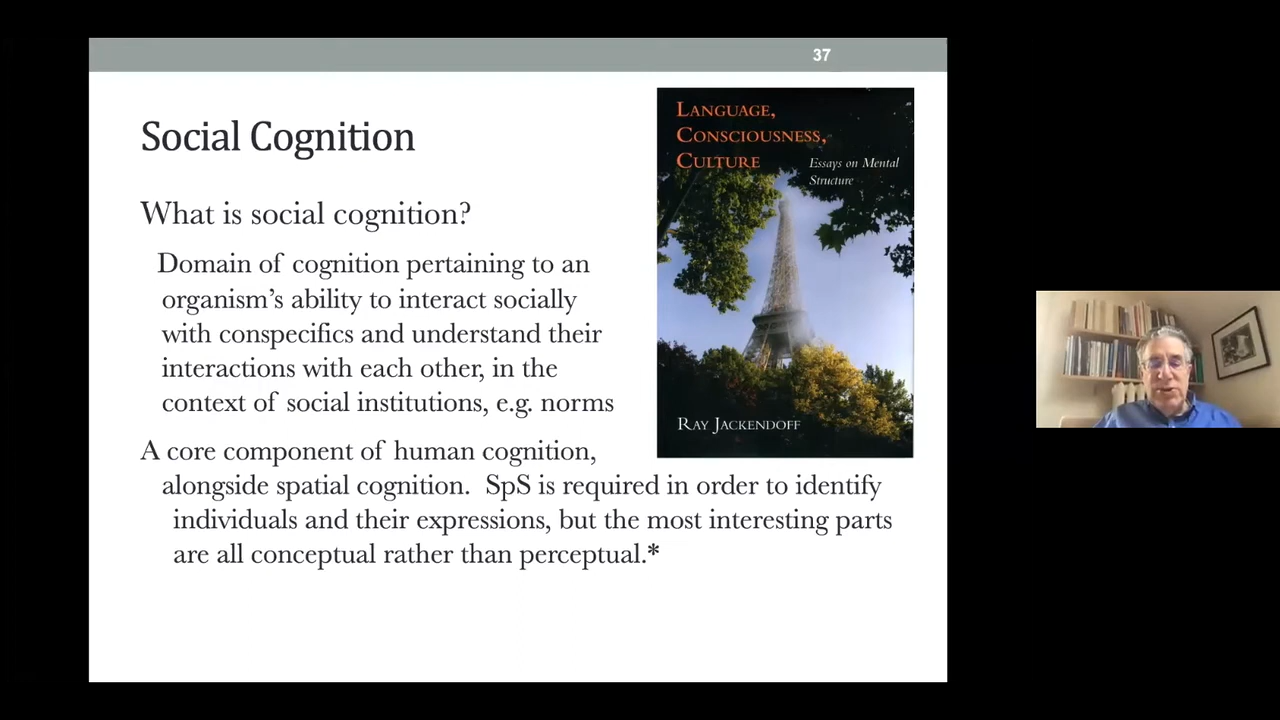 37
Social Cognition
What is social cognition?
Domain of cognition pertaining to an
organism’s ability to interact socially
with conspecifics and understand their
interactions with each other, in the
context of social institutions, e.g. norms
A core component of human cognition,
alongside spatial cognition. SpS is required in order to identify
individuals and their expressions, but the most interesting parts
are all conceptual rather than perceptual.*
LANGUAGE,
CONSCIOUSNESS,
CULTURE
Essays on Mental
Structure
RAY JACKENDOFF